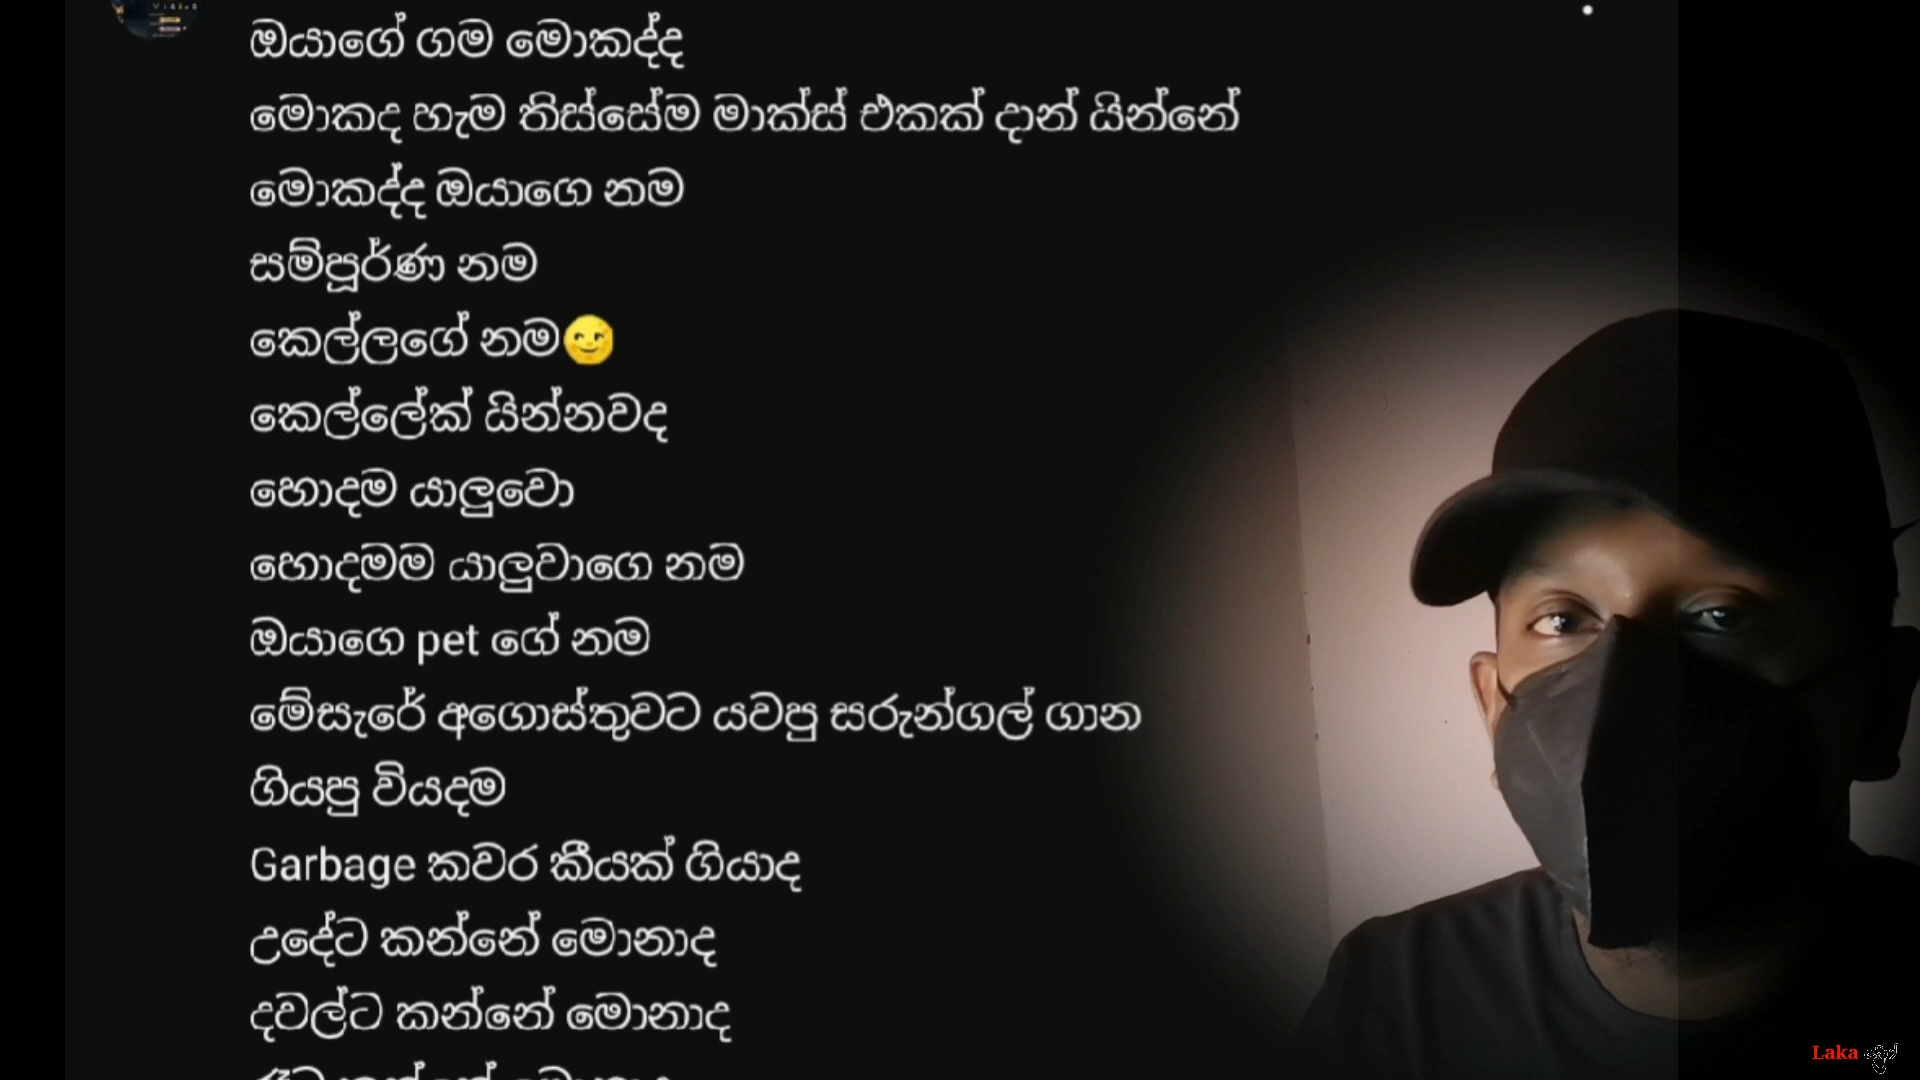 ඔයාගේ ගම මොකද්ද
මොකද හැම තිස්සේම මාක්ස් එකක් දාන් යින්නේ
මොකද්ද ඔයාගෙ නම
සම්පූර්ණ නම
කෙල්ලගේ නම🌝
කෙල්ලේක් යින්නවද
හොදම යාලුවො
හොදමම යාලුවාගෙ නම
ඔයාගෙ pet ගේ නම
මේසැරේ අගොස්තුවට යවපු සරුන්ගල් ගාන
ගියපු වියදම
Garbage කවර කීයක් ගියාද
උදේට කන්නේ මොනාද
දවල්ට කන්නේ මොනාද
Laka